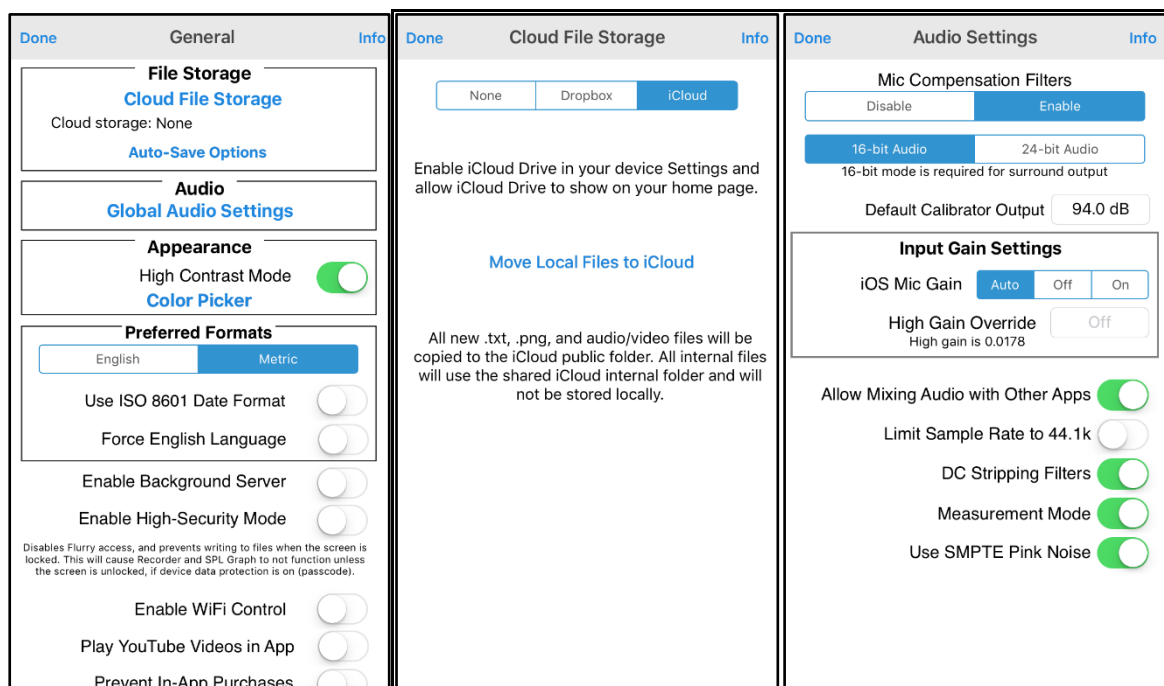 Done General Info
File Storage
Cloud File Storage
Cloud storage: None
Auto-Save Options
Audio
Global Audio Settings
Appearance
High Contrast Mode
Color Picker
Preferred Formats
English Metric
Use ISO 8601 Date Format
Force English Language
Enable Background Server
Enable High-Security Mode
Disables Flurry access, and prevents writing to files when the screen is
locked. This will cause Recorder and SPL Graph to not function unless
the screen is unlocked, if device data protection is on (passcode).
Enable WiFi Control
Play YouTube Videos in App
Prevent In-App Purchases
Done Cloud File Storage Info
None Dropbox iCloud
Enable iCloud Drive in your device Settings and
allow iCloud Drive to show on your home page.
Move Local Files to iCloud
All new .txt, .png, and audio/video files will be
copied to the iCloud public folder. All internal files
will use the shared iCloud internal folder and will
not be stored locally.
Done Audio Settings Info
Mic Compensation Filters
Disable Enable
16-bit Audio 24-bit Audio
16-bit mode is required for surround output
Default Calibrator Output 94.0 dB
Input Gain Settings
iOS Mic Gain Auto Off On
High Gain Override Off
High gain is 0.0178
Allow Mixing Audio with Other Apps
Limit Sample Rate to 44.1k
DC Stripping Filters
Measurement Mode
Use SMPTE Pink Noise